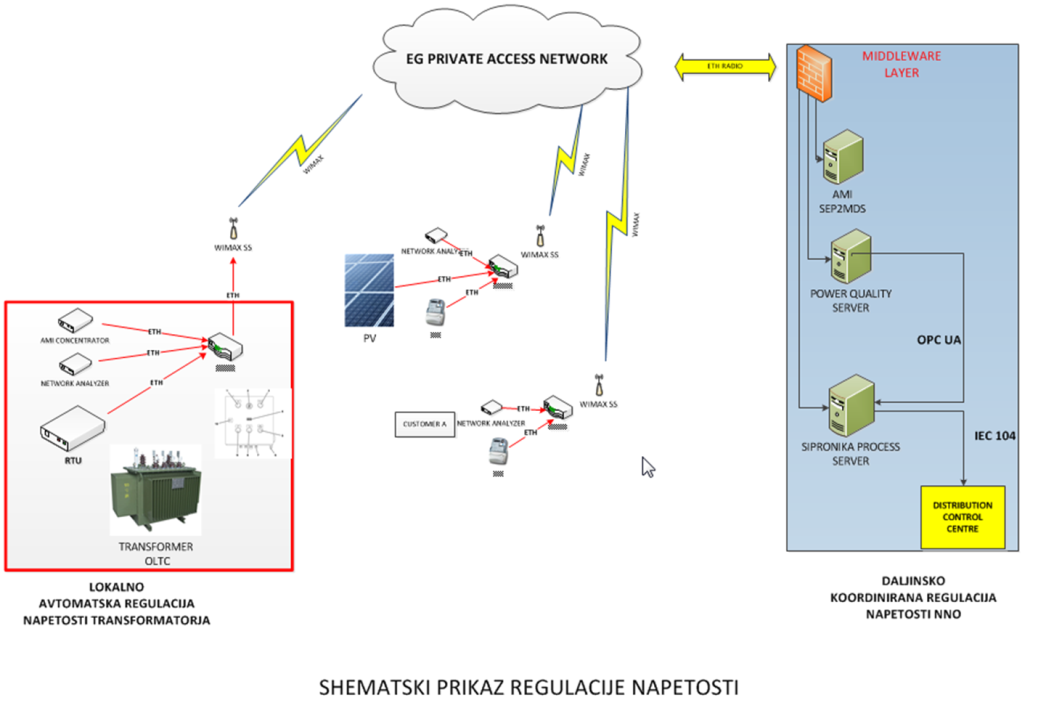 EG PRIVATE ACCESS NETWORK
ETH RADIO
MIDDLEWARE
LAYER
WIMAX
WIMAX
WIMAX
AMI
SEP2MDS
WIMAX SS
WIMAX SS
NETWORK
ETH
ETH
ETH
PV
POWER QUALITY
SERVER
ETH
AMI CONCENTRATOR
ETH
NETWORK ANALYZER
ETH
ETH
RTU
OPC UA
WIMAX SS
CUSTOMER A
NETWORK ANALYZER
ETH
ETH
SIPRONIKA PROCESS
SERVER
IEC 104
DISTRIBUTION
CONTROL
CENTRE
TRANSFORMER
OLTC
LOKALNO
AVTOMATSKA REGULACIJA
NAPETOSTI TRANSFORMATORJA
DALJINSKO
KOORDINIRANA REGULACIJA
NAPETOSTI NNO
SHEMATSKI PRIKAZ REGULACIJE NAPETOSTI